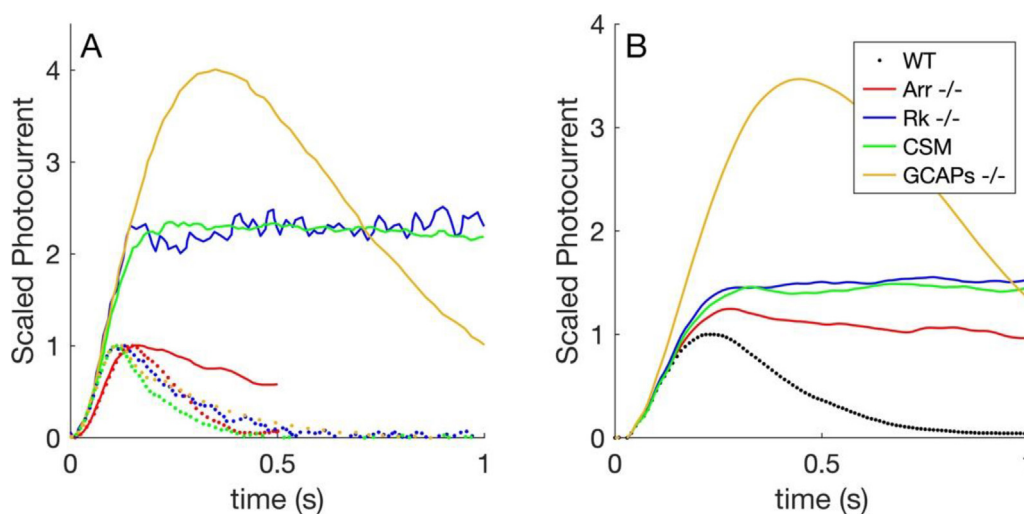 A
Scaled Photocurrent
4
3
2
1
0
0
0.5
1
time (s)
B
Scaled Photocurrent
4
3
2
1
0
0
0.5
1
time (s)
WT
Arr -/-
Rk -/-
CSM
GCAPs -/-